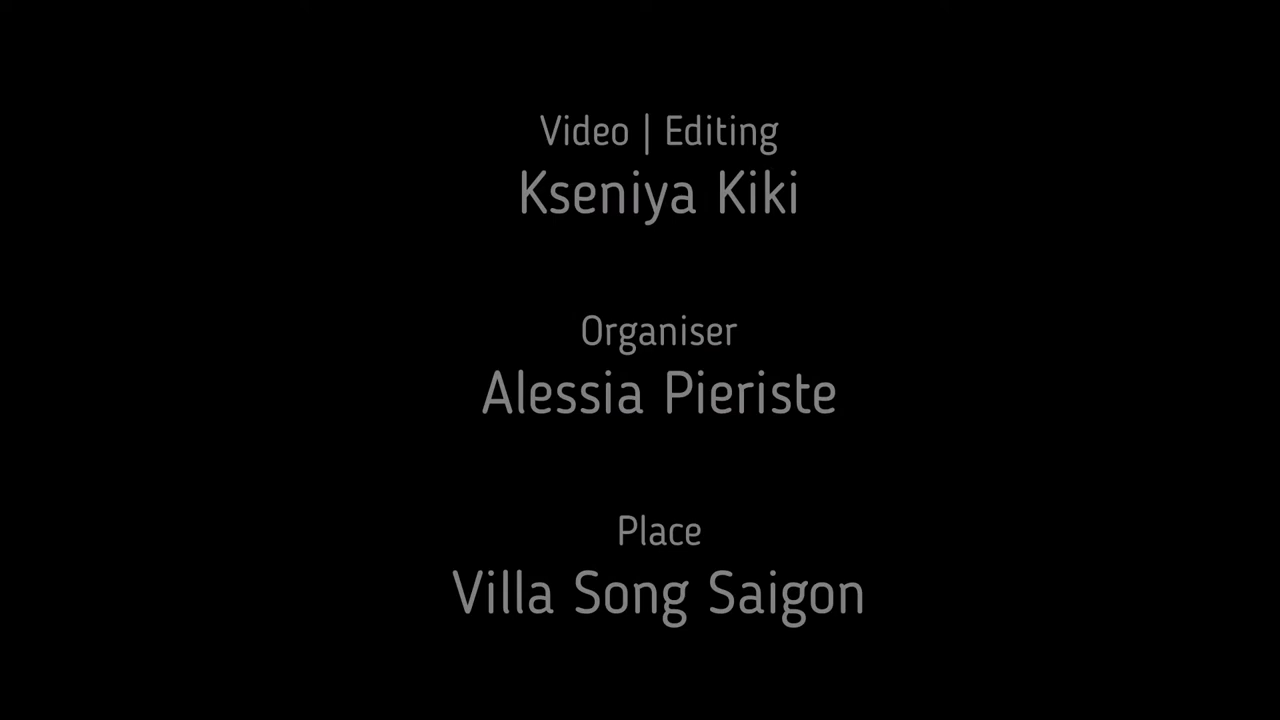 Video | Editing
Kseniya Kiki
Organiser
Alessia Pieriste
Place
Villa Song Saigon